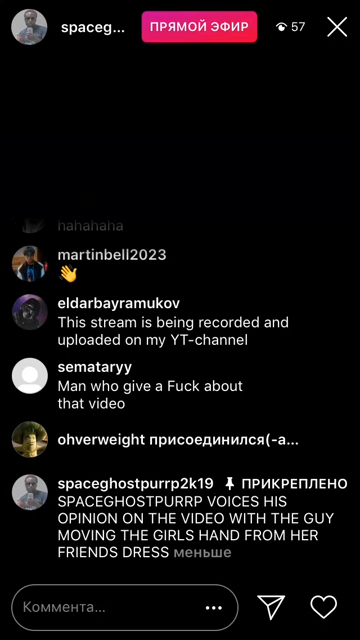 spaceg... ПРЯМОЙ ЭФИР 57
hahahaha
martinbell2023
👋
eldarbayramukov
This stream is being recorded and
uploaded on my YT-channel
semataryy
Man who give a Fuck about
that video
ohverweight присоединился(-а...
spaceghostpurrp2k19 ПРИКРЕПЛЕНО
SPACEGHOSTPURRP VOICES HIS
OPINION ON THE VIDEO WITH THE GUY
MOVING THE GIRLS HAND FROM HER
FRIENDS DRESS меньше
Коммента... •••